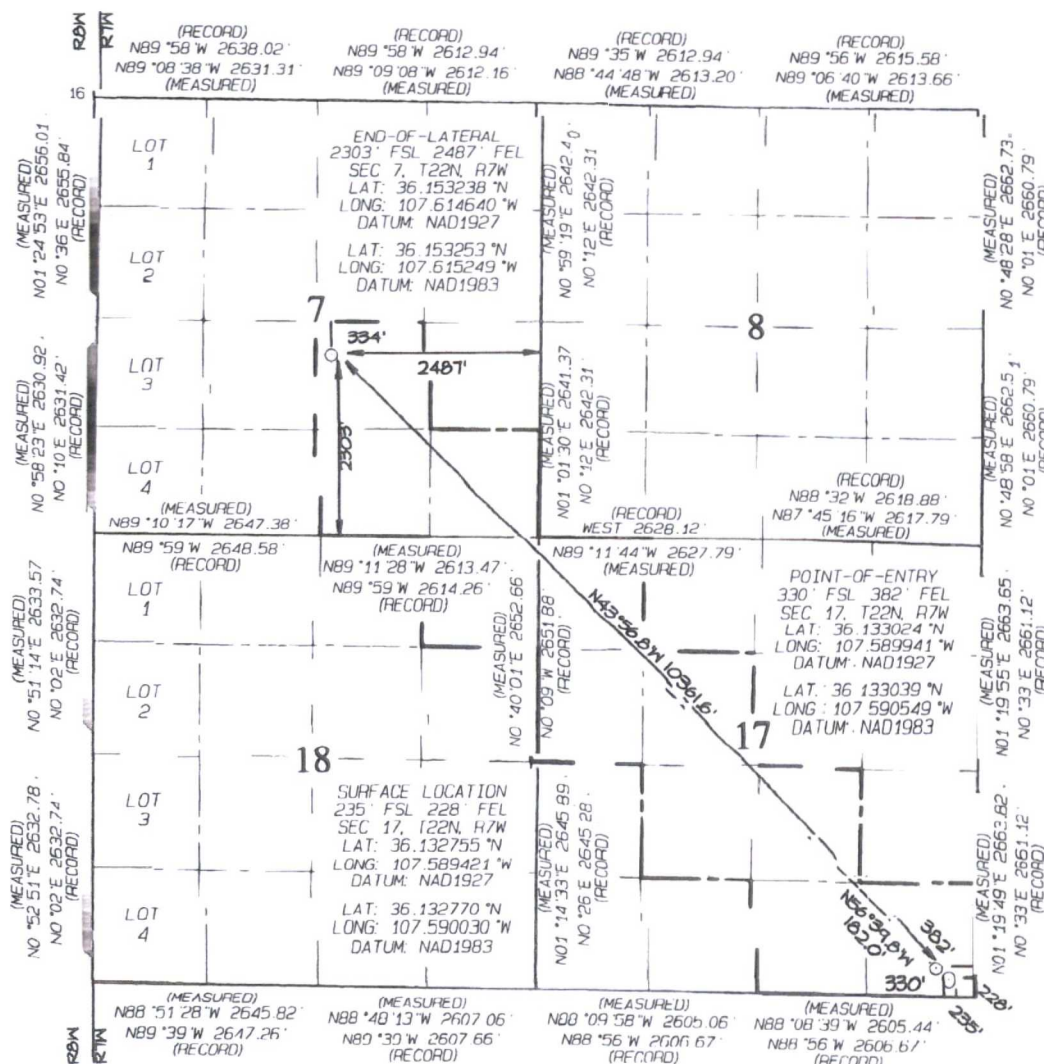 R8W
R7W
(RECORD)
N89°58'W 2638.02'
N89°08'38"W 2631.31'
(MEASURED)
(RECORD)
N89°58'W 2612.94'
N89°09'08"W 2612.16'
(MEASURED)
(RECORD)
N89°35'W 2612.94'
N88°44'48"W 2613.20'
(MEASURED)
(RECORD)
N89°56'W 2615.58'
N89°06'40"W 2613.66'
(MEASURED)
16
(MEASURED)
N01°24'53"E 2656.01'
N0°36'E 2655.84'
(RECORD)
LOT
1
LOT
2
END-OF-LATERAL
2303' FSL 2487' FEL
SEC 7, T22N, R7W
LAT: 36.153238°N
LONG: 107.614640°W
DATUM: NAD1927
LAT: 36.153253°N
LONG: 107.615249°W
DATUM: NAD1983
N0°59'19"E 2642.40'
(MEASURED)
N0°12'E 2642.31
(RECORD)
(MEASURED)
N0°48'28"E 2662.73'
N0°01'E 2660.79'
(RECORD)
7
8
334'
2487'
2303'
(MEASURED)
N0°58'23"E 2630.92'
N0°10'E 2631.42'
(RECORD)
LOT
3
LOT
4
N01°01'30"E 2641.37
(MEASURED)
N0°12'E 2642.31
(RECORD)
(MEASURED)
N0°48'58"E 2662.51'
N0°01'E 2660.79'
(RECORD)
(MEASURED)
N89°10'17"W 2647.38'
N89°59'W 2648.58'
(RECORD)
(MEASURED)
N89°11'28"W 2613.47'
N89°59'W 2614.26'
(RECORD)
(RECORD)
WEST 2628.12'
N89°11'44"W 2627.79'
(MEASURED)
(RECORD)
N88°32'W 2618.88'
N87°45'16"W 2617.79'
(MEASURED)
(MEASURED)
N0°51'14"E 2633.57
N0°02'E 2632.74'
(RECORD)
LOT
1
LOT
2
(MEASURED)
N0°40'01"E 2652.66
N0°09'W 2651.88'
(RECORD)
N43°56.8'W 10361.6'
POINT-OF-ENTRY
330' FSL 382' FEL
SEC 17, T22N, R7W
LAT: 36.133024°N
LONG: 107.589941°W
DATUM: NAD1927
LAT: 36.133039°N
LONG: 107.590549°W
DATUM: NAD1983
(MEASURED)
N01°19'55"E 2663.65'
N0°33'E 2651.12'
(RECORD)
18
17
(MEASURED)
N0°52'51"E 2632.78'
N0°02'E 2632.74'
(RECORD)
LOT
3
LOT
4
SURFACE LOCATION
235' FSL 228' FEL
SEC 17, T22N, R7W
LAT: 36.132755°N
LONG: 107.589421°W
DATUM: NAD1927
LAT: 36.132770°N
LONG: 107.590030°W
DATUM: NAD1983
(MEASURED)
N01°14'33"E 2645.89'
N0°26'E 2645.28'
(RECORD)
N56°39.8'W
182.0'
382'
330'
228'
235'
(MEASURED)
N01°19'49"E 2663.82'
N0°33'E 2651.12
(RECORD)
(MEASURED)
N88°51'28"W 2645.82'
N89°39'W 2647.26'
(RECORD)
(MEASURED)
N88°48'13"W 2607.06'
N89°39'W 2607.66'
(RECORD)
(MEASURED)
N88°09'58"W 2605.06'
N88°56'W 2606.67'
(RECORD)
(MEASURED)
N88°08'39"W 2605.44'
N88°56'W 2606.67'
(RECORD)
R8W
R7W